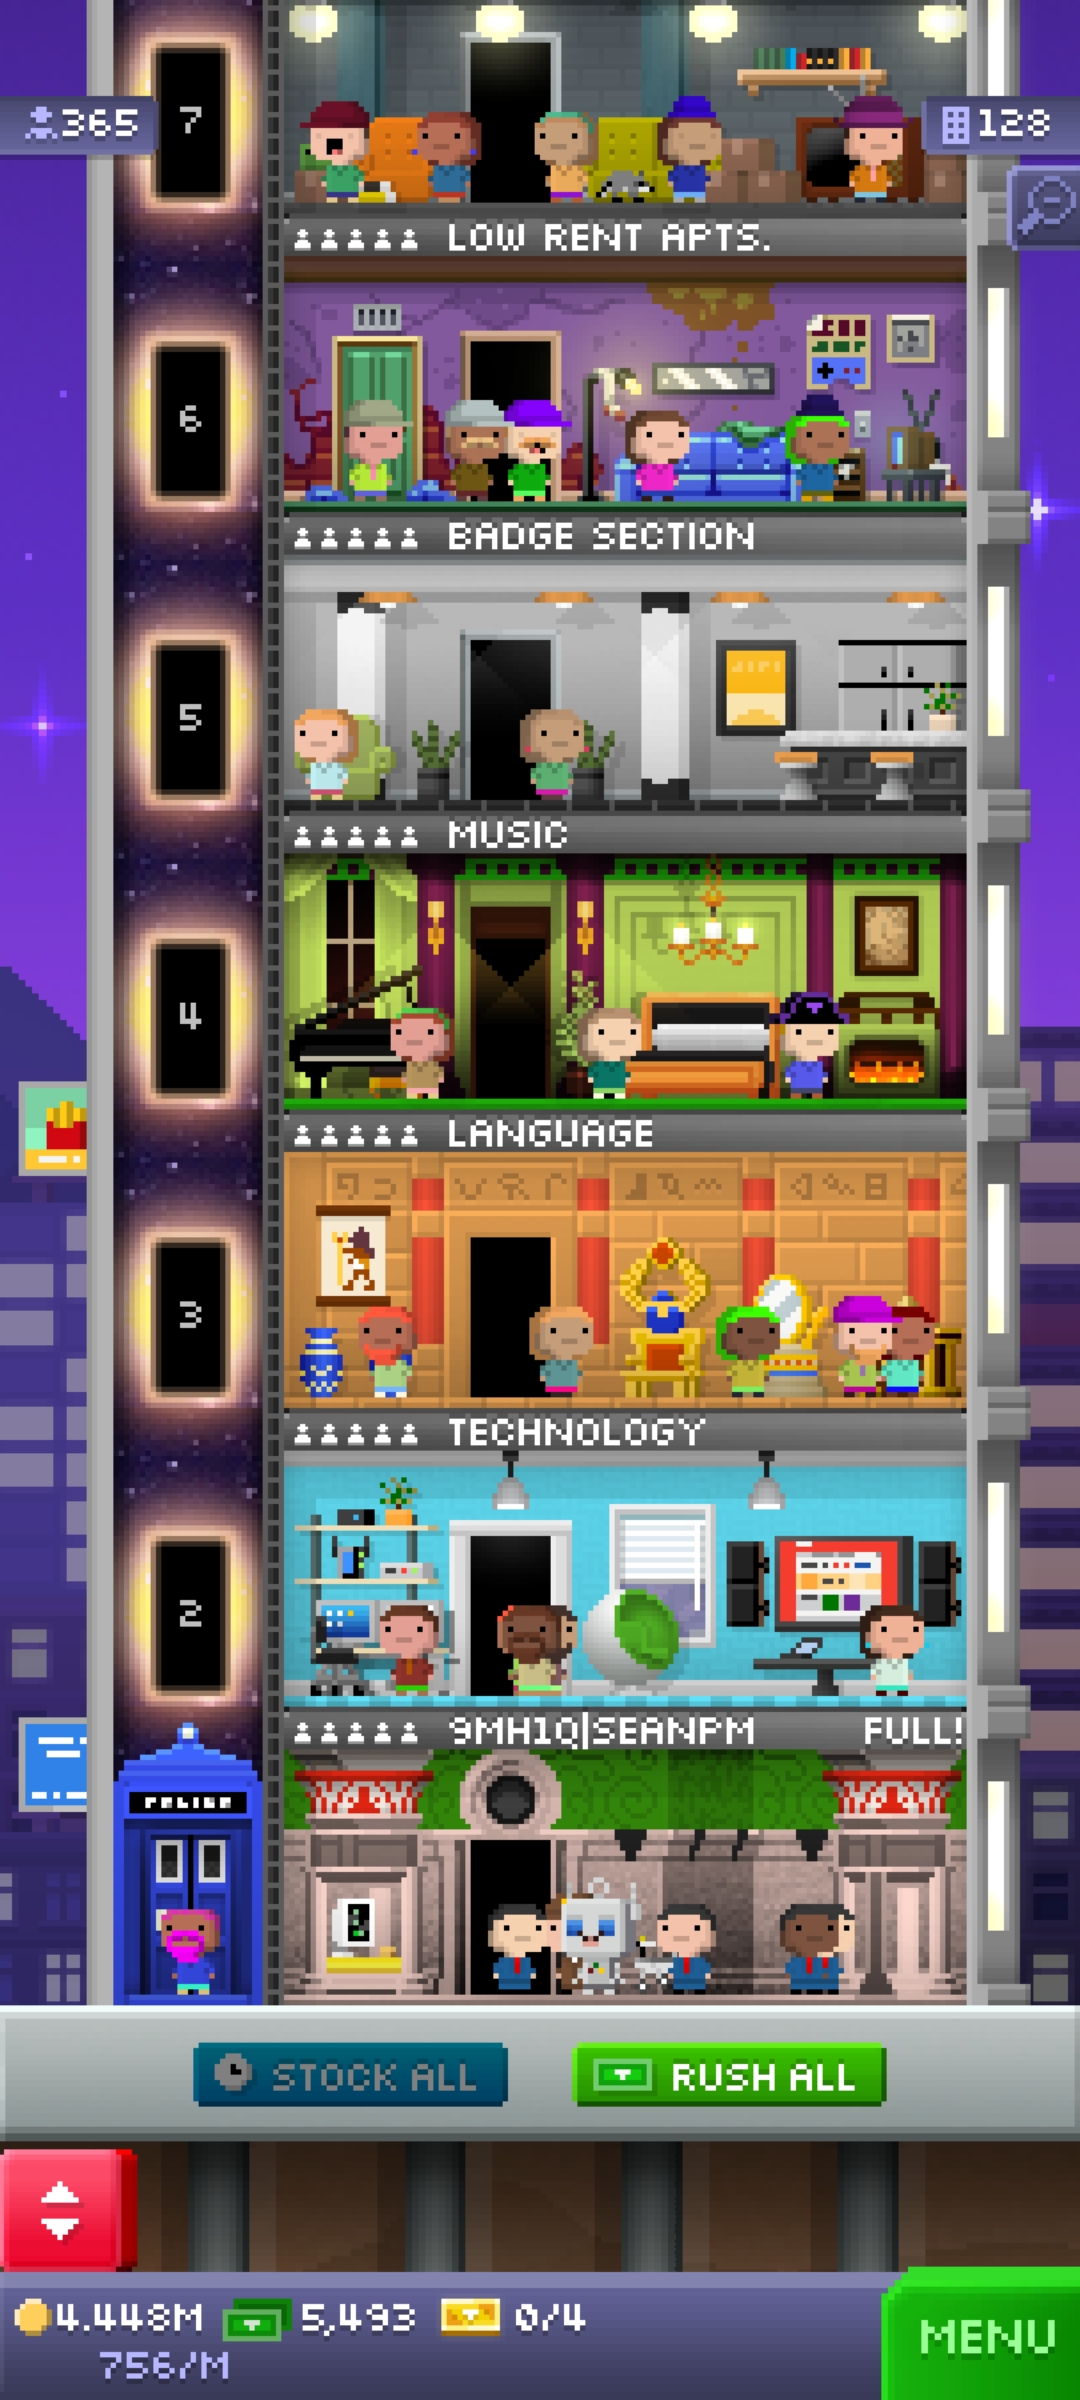 7
365
128
LOW RENT APTS.
6
BADGE SECTION
5
MUSIC
4
LANGUAGE
3
TECHNOLOGY
2
9MH1Q|SEANPM FULL!
POLICE
STOCK ALL
RUSH ALL
4.448M 5,493 0/4
756/M
MENU